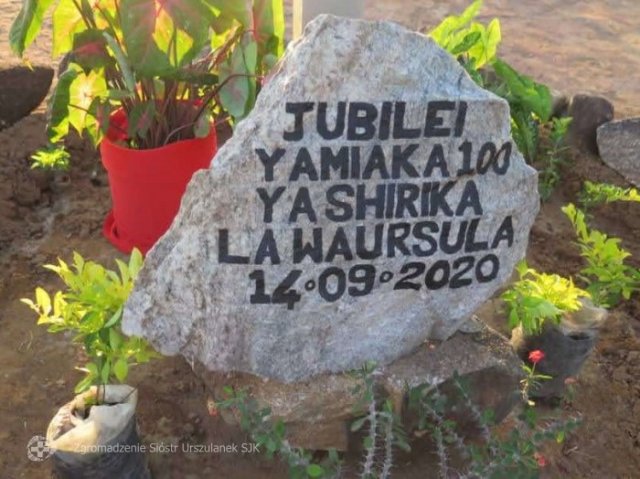 JUBILEI
YAMIAKA 100
YA SHIRIKA
LA WAURSULA
14•09•2020
Zgromadzenie Sióstr Urszulanek SJK